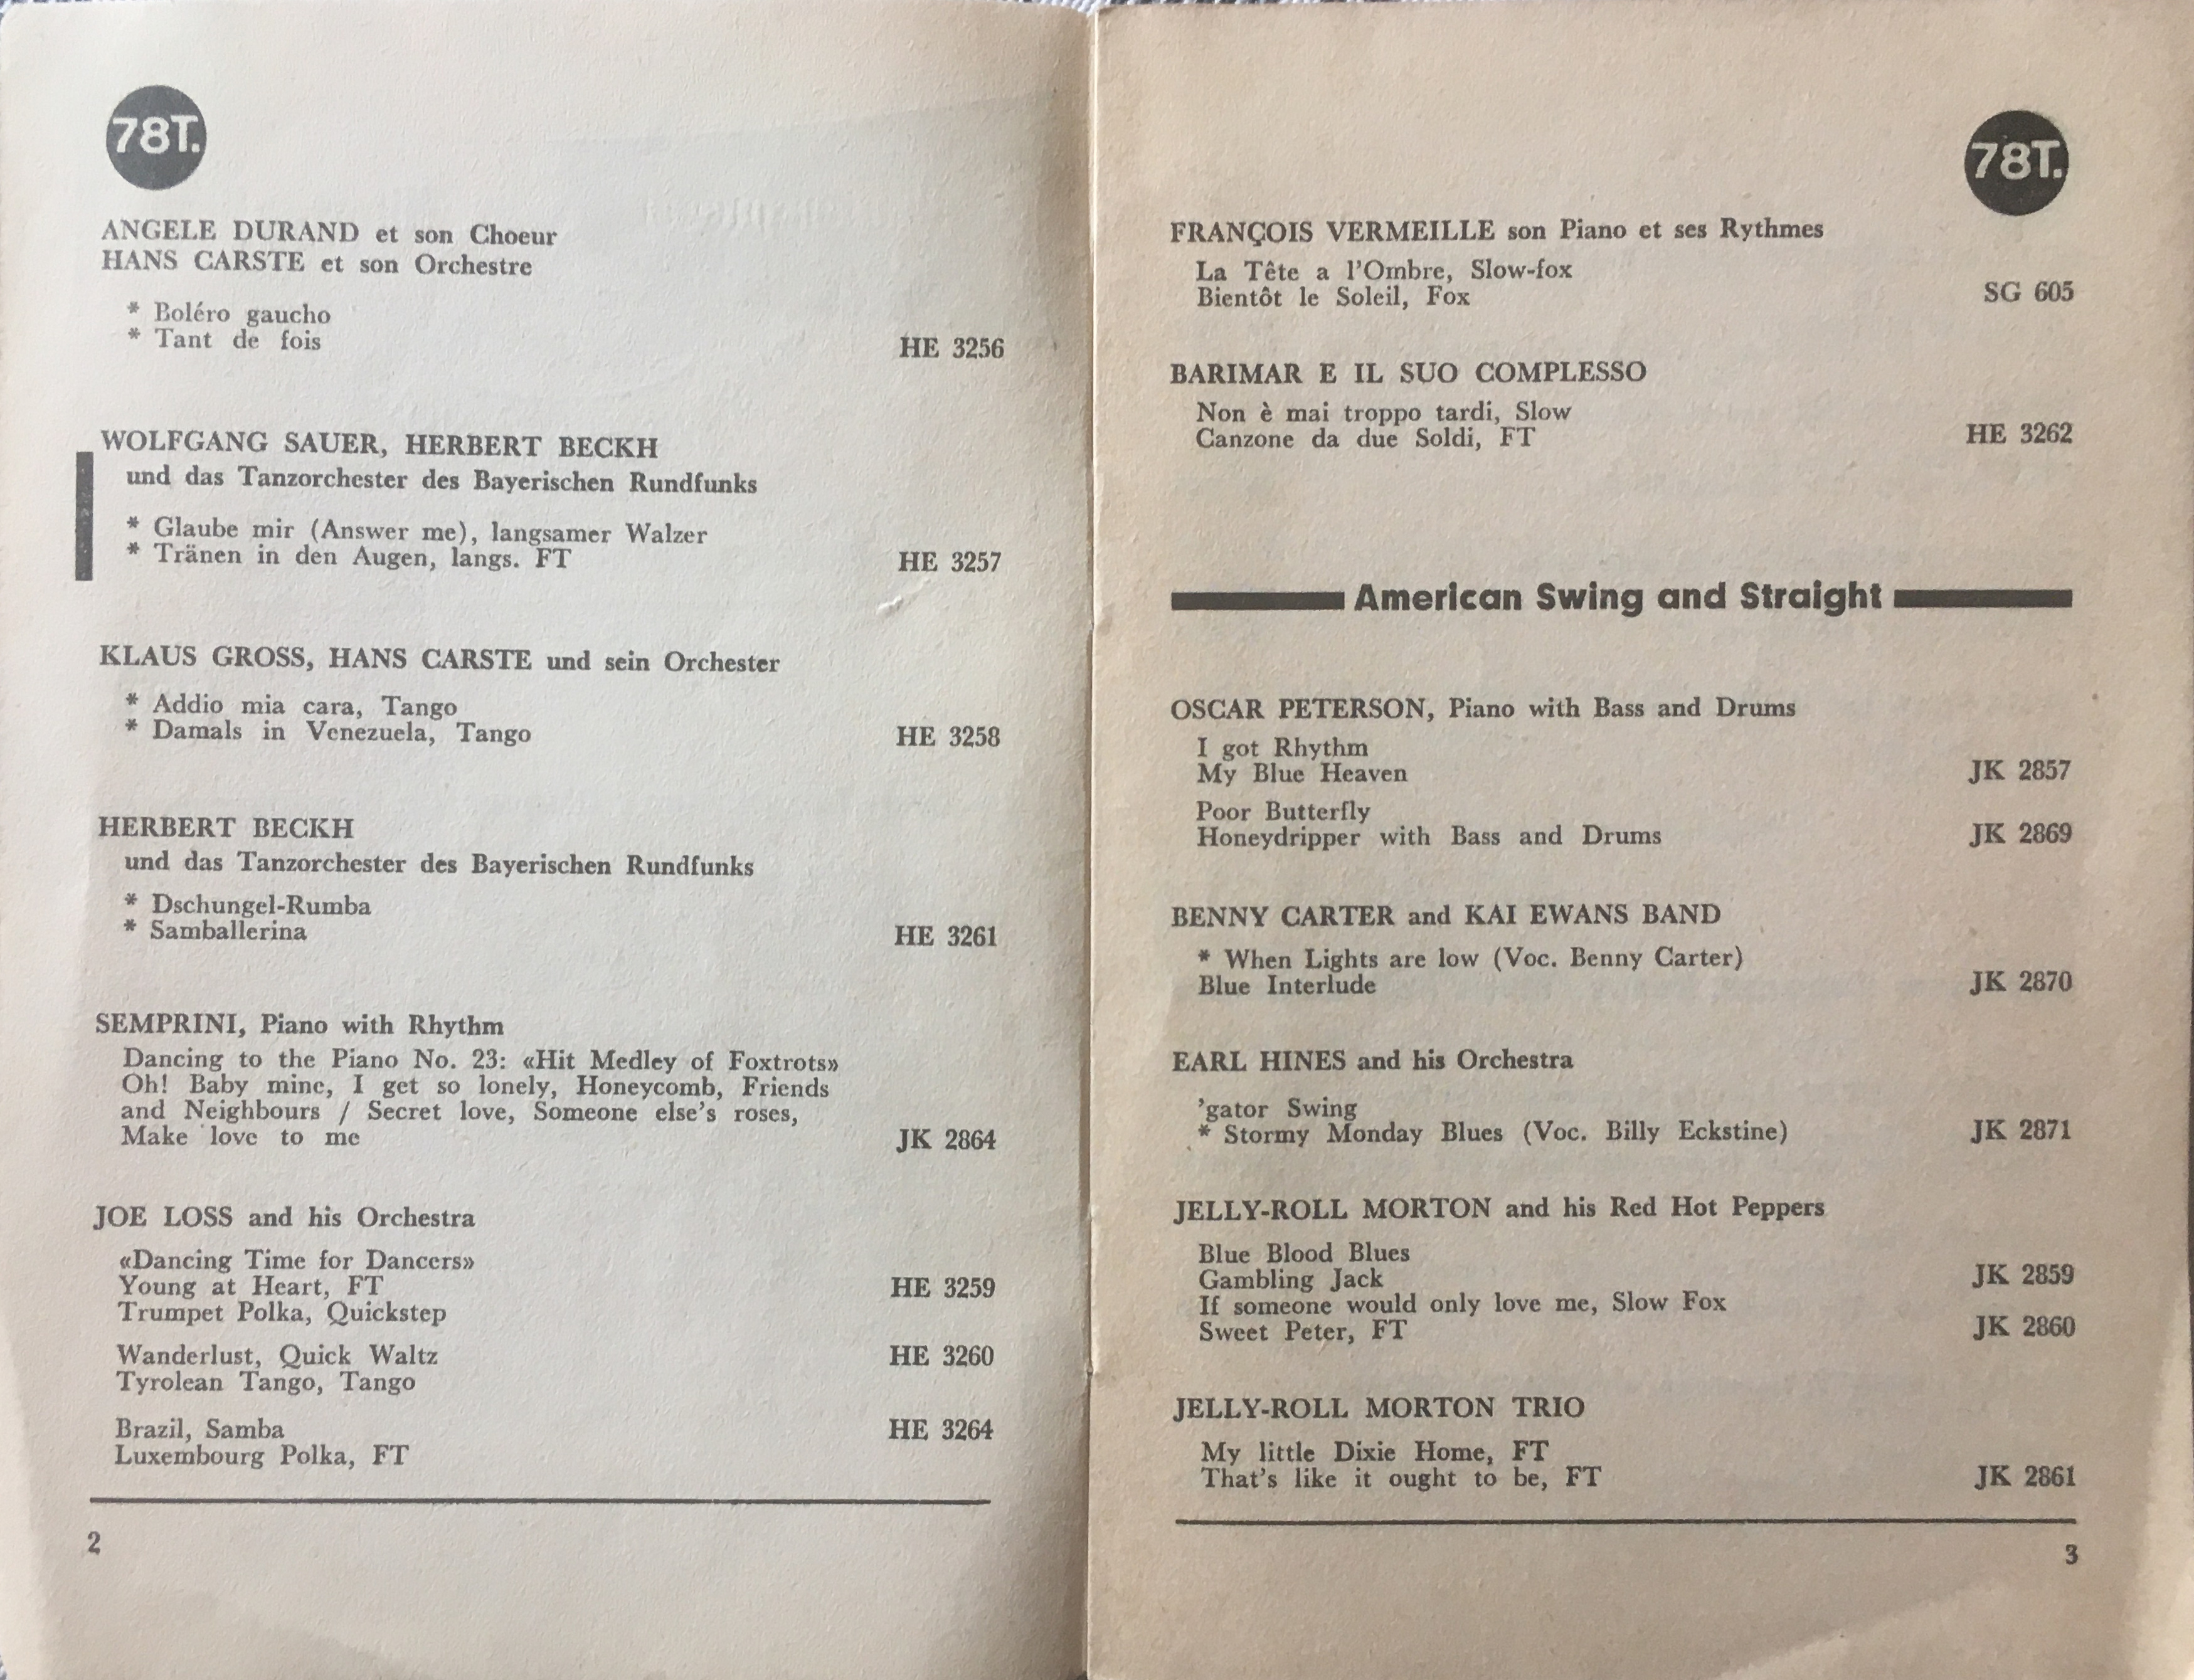 78T.
ANGELE DURAND et son Choeur
HANS CARSTE et son Orchestre
* Boléro gaucho
* Tant de fois
HE 3256
WOLFGANG SAUER, HERBERT BECKH
und das Tanzorchester des Bayerischen Rundfunks
* Glaube mir (Answer me), langsamer Walzer
* Tränen in den Augen, langs. FT HE 3257
KLAUS GROSS, HANS CARSTE und sein Orchester
* Addio mia cara, Tango
* Damals in Venezuela, Tango HE 3258
HERBERT BECKH
und das Tanzorchester des Bayerischen Rundfunks
* Dschungel-Rumba
* Samballerina HE 3261
SEMPRINI, Piano with Rhythm
Dancing to the Piano No. 23: «Hit Medley of Foxtrots»
Oh! Baby mine, I get so lonely, Honeycomb, Friends
and Neighbours / Secret love, Someone else's roses,
Make love to me JK 2864
JOE LOSS and his Orchestra
«Dancing Time for Dancers»
Young at Heart, FT HE 3259
Trumpet Polka, Quickstep
Wanderlust, Quick Waltz HE 3260
Tyrolean Tango, Tango
Brazil, Samba HE 3264
Luxembourg Polka, FT
2
78T.
FRANÇOIS VERMEILLE son Piano et ses Rythmes
La Tête a l'Ombre, Slow-fox
Bientôt le Soleil, Fox SG 605
BARIMAR E IL SUO COMPLESSO
Non è mai troppo tardi, Slow
Canzone da due Soldi, FT HE 3262
American Swing and Straight
OSCAR PETERSON, Piano with Bass and Drums
I got Rhythm
My Blue Heaven JK 2857
Poor Butterfly
Honeydripper with Bass and Drums JK 2869
BENNY CARTER and KAI EWANS BAND
* When Lights are low (Voc. Benny Carter)
Blue Interlude JK 2870
EARL HINES and his Orchestra
'gator Swing
* Stormy Monday Blues (Voc. Billy Eckstine) JK 2871
JELLY-ROLL MORTON and his Red Hot Peppers
Blue Blood Blues
Gambling Jack JK 2859
If someone would only love me, Slow Fox
Sweet Peter, FT JK 2860
JELLY-ROLL MORTON TRIO
My little Dixie Home, FT
That's like it ought to be, FT JK 2861
3